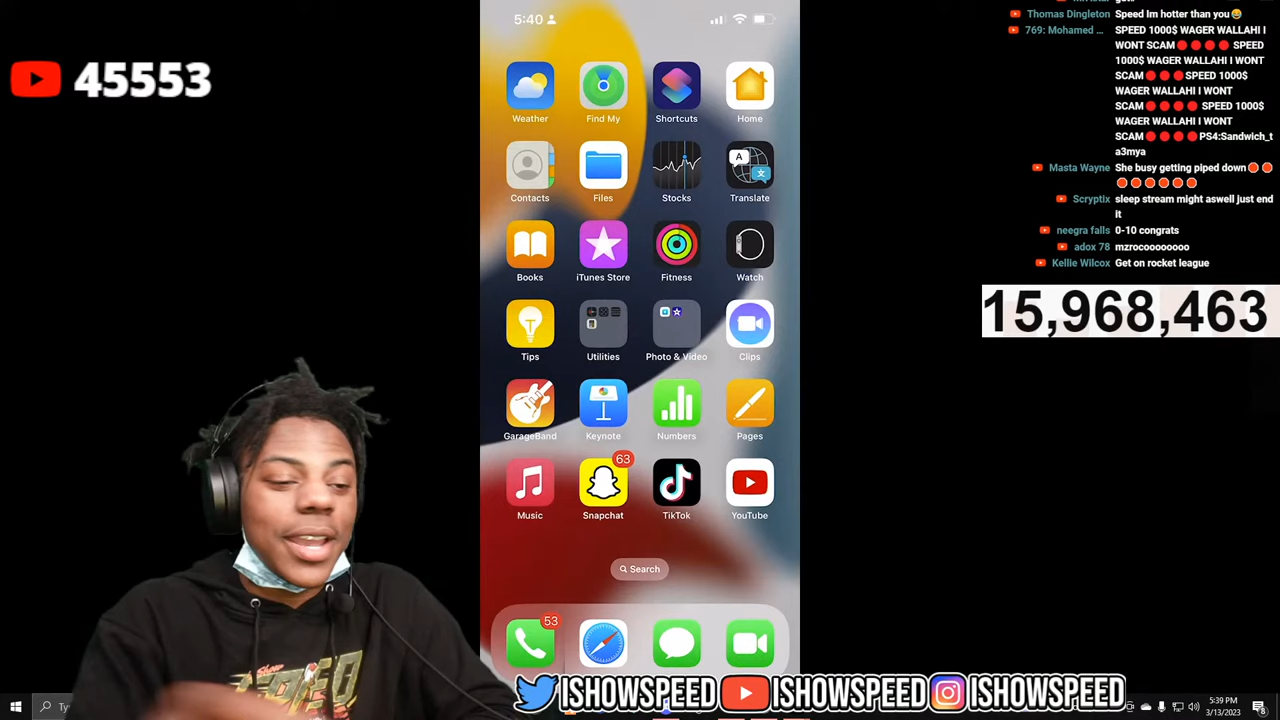 45553
5:40
Weather
Find My
Shortcuts
Home
Contacts
Files
Stocks
Translate
A
Books
iTunes Store
Fitness
Watch
Tips
Utilities
Photo & Video
Clips
GarageBand
Keynote
Numbers
Pages
63
Music
Snapchat
TikTok
YouTube
Search
53
Thomas Dingleton Speed Im hotter than you😂
769: Mohamed ... SPEED 1000$ WAGER WALLAHI I
WONT SCAM🔴🔴🔴🔴 SPEED
1000$ WAGER WALLAHI I WONT
SCAM🔴🔴🔴SPEED 1000$
WAGER WALLAHI I WONT
SCAM🔴🔴🔴🔴 SPEED 1000$
WAGER WALLAHI I WONT
SCAM🔴🔴🔴🔴PS4:Sandwich_t
a3mya
Masta Wayne She busy getting piped down
Scryptix sleep stream might aswell just end
it
neegra falls 0-10 congrats
adox 78 mzrocoooooooo
Kellie Wilcox Get on rocket league
15,968,463
ISHOWSPEED ISHOWSPEED ISHOWSPEED
Ty
5:39 PM
3/13/2023